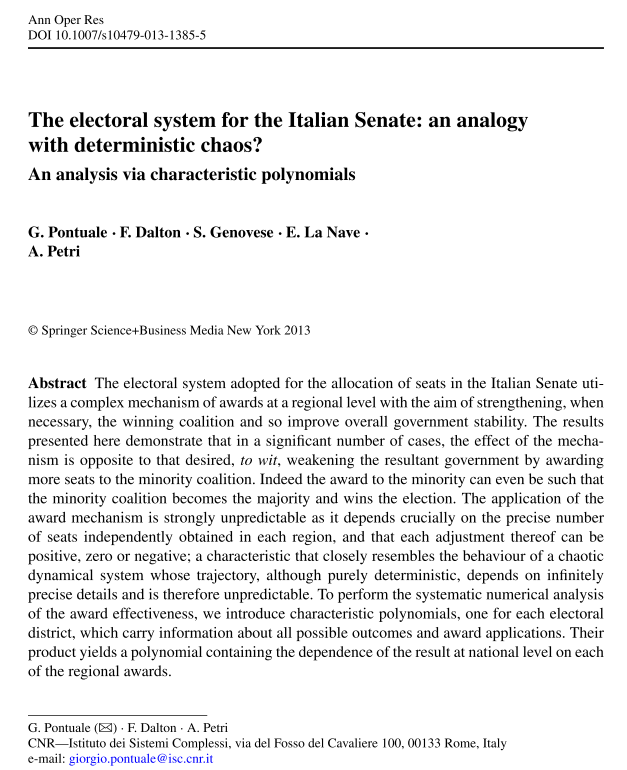 Ann Oper Res
DOI 10.1007/s10479-013-1385-5
The electoral system for the Italian Senate: an analogy
with deterministic chaos?
An analysis via characteristic polynomials
G. Pontuale · F. Dalton · S. Genovese · E. La Nave ·
A. Petri
© Springer Science+Business Media New York 2013
Abstract The electoral system adopted for the allocation of seats in the Italian Senate uti-
lizes a complex mechanism of awards at a regional level with the aim of strengthening, when
necessary, the winning coalition and so improve overall government stability. The results
presented here demonstrate that in a significant number of cases, the effect of the mecha-
nism is opposite to that desired, to wit, weakening the resultant government by awarding
more seats to the minority coalition. Indeed the award to the minority can even be such that
the minority coalition becomes the majority and wins the election. The application of the
award mechanism is strongly unpredictable as it depends crucially on the precise number
of seats independently obtained in each region, and that each adjustment thereof can be
positive, zero or negative; a characteristic that closely resembles the behaviour of a chaotic
dynamical system whose trajectory, although purely deterministic, depends on infinitely
precise details and is therefore unpredictable. To perform the systematic numerical analysis
of the award effectiveness, we introduce characteristic polynomials, one for each electoral
district, which carry information about all possible outcomes and award applications. Their
product yields a polynomial containing the dependence of the result at national level on each
of the regional awards.
G. Pontuale (✉) · F. Dalton · A. Petri
CNR—Istituto dei Sistemi Complessi, via del Fosso del Cavaliere 100, 00133 Rome, Italy
e-mail: giorgio.pontuale@isc.cnr.it